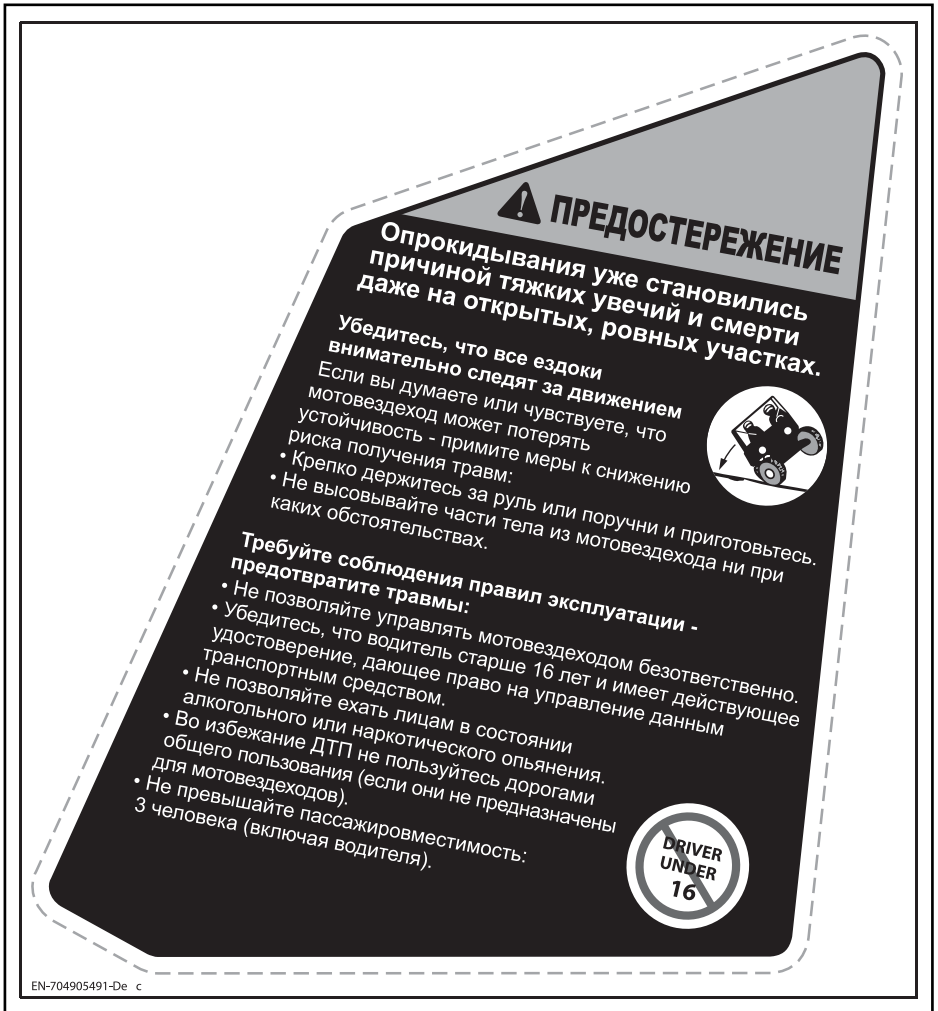 ПРЕДОСТЕРЕЖЕНИЕ
Опрокидывания уже становились
причиной тяжких увечий и смерти
даже на открытых, ровных участках.
Убедитесь, что все ездоки
внимательно следят за движением
Если вы думаете или чувствуете, что
мотовездеход может потерять
устойчивость - примите меры к снижению
риска получения травм:
• Крепко держитесь за руль или поручни и приготовьтесь.
• Не высовывайте части тела из мотовездехода ни при
каких обстоятельствах.
Требуйте соблюдения правил эксплуатации -
предотвратите травмы:
• Не позволяйте управлять мотовездеходом безответственно.
• Убедитесь, что водитель старше 16 лет и имеет действующее
удостоверение, дающее право на управление данным
транспортным средством.
• Не позволяйте ехать лицам в состоянии
алкогольного или наркотического опьянения.
• Во избежание ДТП не пользуйтесь дорогами
общего пользования (если они не предназначены
для мотовездеходов).
• Не превышайте пассажировместимость:
3 человека (включая водителя).
DRIVER
UNDER
16
EN-704905491-De c